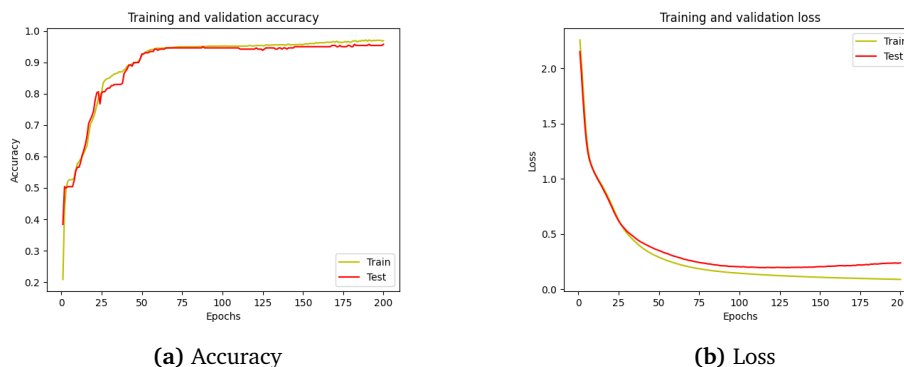 Training and validation accuracy
1.0
0.9
0.8
0.7
0.6
0.5
0.4
0.3
0.2
Accuracy
Train
Test
0 25 50 75 100 125 150 175 200
Epochs
(a) Accuracy
Training and validation loss
2.0
1.5
1.0
0.5
0.0
Loss
Train
Test
0 25 50 75 100 125 150 175 200
Epochs
(b) Loss